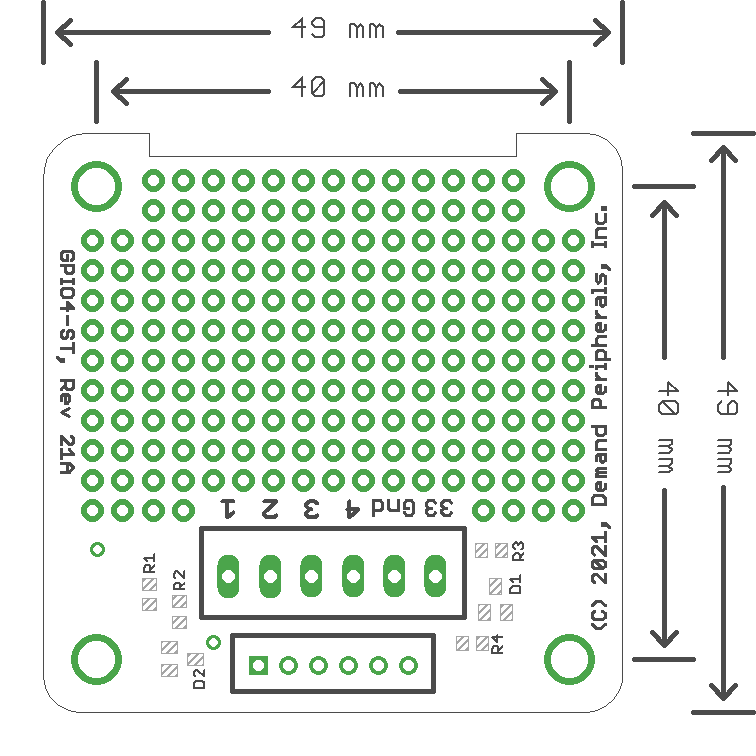 49 mm
40 mm
GPIO4-ST, Rev 21A
(C) 2021, Demand Peripherals, Inc.
40 mm
49 mm
1 2 3 4 Gnd 33
R1
R2
R3
D1
R4
D2